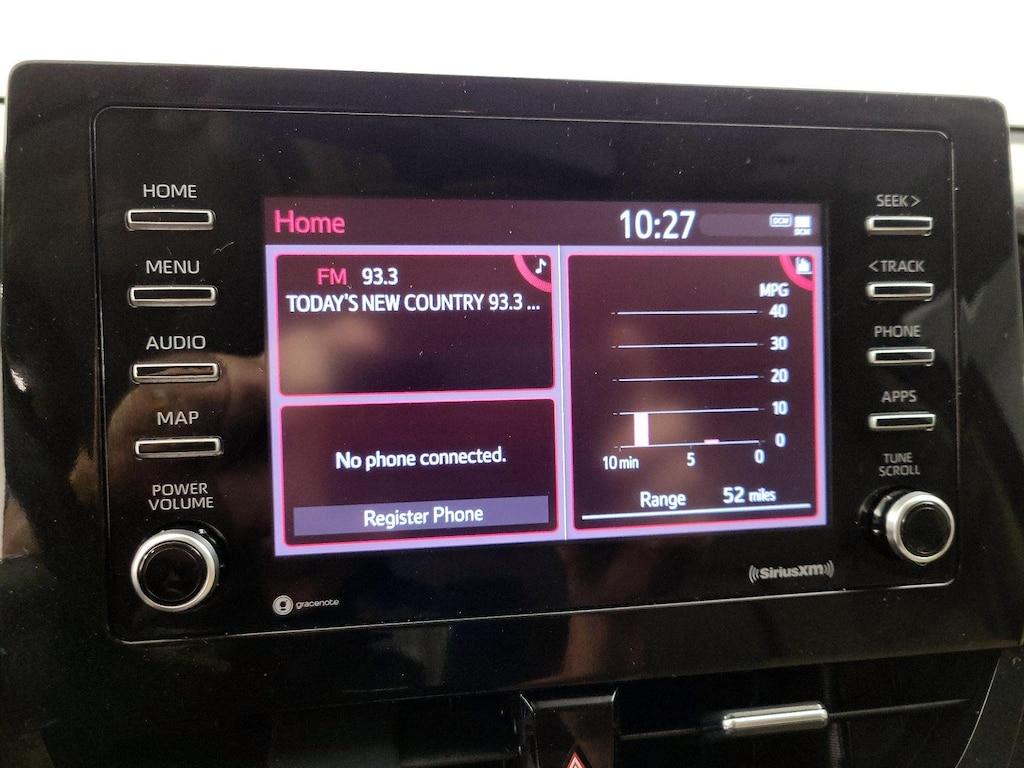 HOME
MENU
AUDIO
MAP
POWER
VOLUME
Home
10:27
DCM
DCM
FM 93.3
TODAY'S NEW COUNTRY 93.3 ...
No phone connected.
Register Phone
MPG
40
30
20
10
0
10 min 5 0
Range 52 miles
SEEK >
< TRACK
PHONE
APPS
TUNE
SCROLL
gracenote
SiriusXM